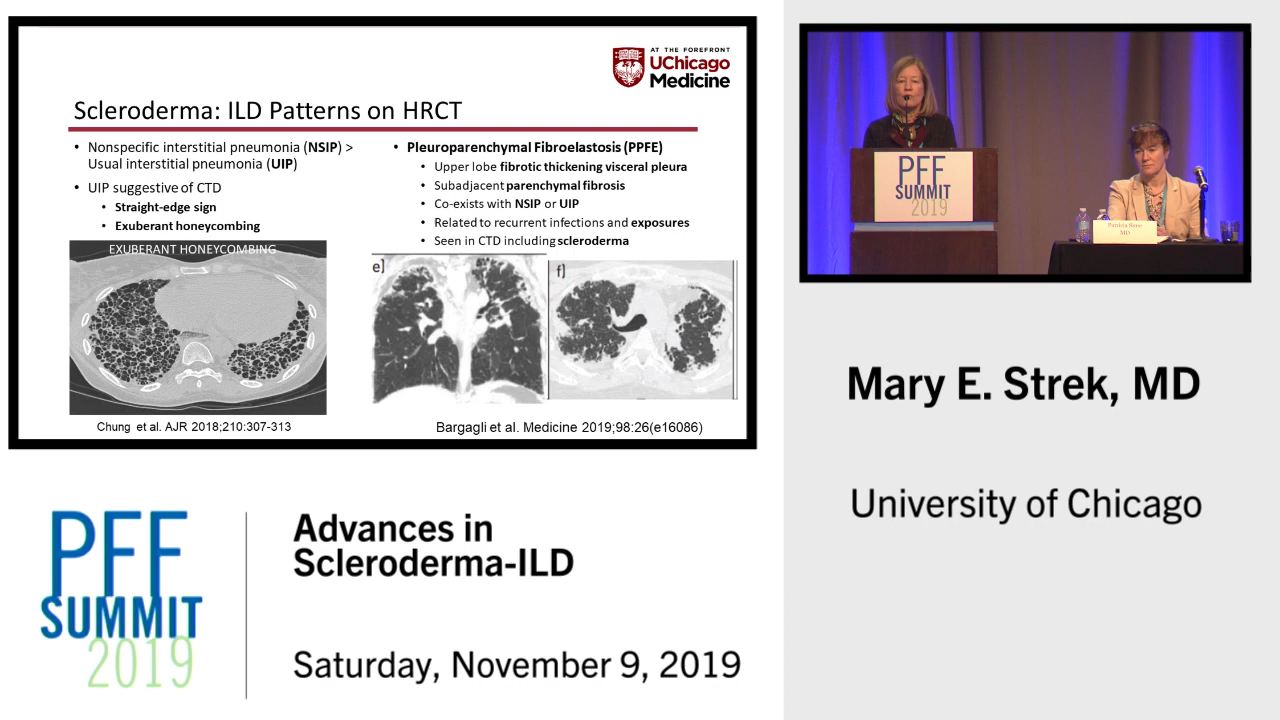 AT THE FOREFRONT
UChicago
Medicine
Scleroderma: ILD Patterns on HRCT
• Nonspecific interstitial pneumonia (NSIP) >
Usual interstitial pneumonia (UIP)
• UIP suggestive of CTD
• Straight-edge sign
• Exuberant honeycombing
EXUBERANT HONEYCOMBING
Chung et al. AJR 2018;210:307-313
• Pleuroparenchymal Fibroelastosis (PPFE)
• Upper lobe fibrotic thickening visceral pleura
• Subadjacent parenchymal fibrosis
• Co-exists with NSIP or UIP
• Related to recurrent infections and exposures
• Seen in CTD including scleroderma
e]
f]
Bargagli et al. Medicine 2019;98:26(e16086)
PFF
SUMMIT
2019
MD
Mary E. Strek, MD
University of Chicago
PFF
SUMMIT
2019
Advances in
Scleroderma-ILD
Saturday, November 9, 2019